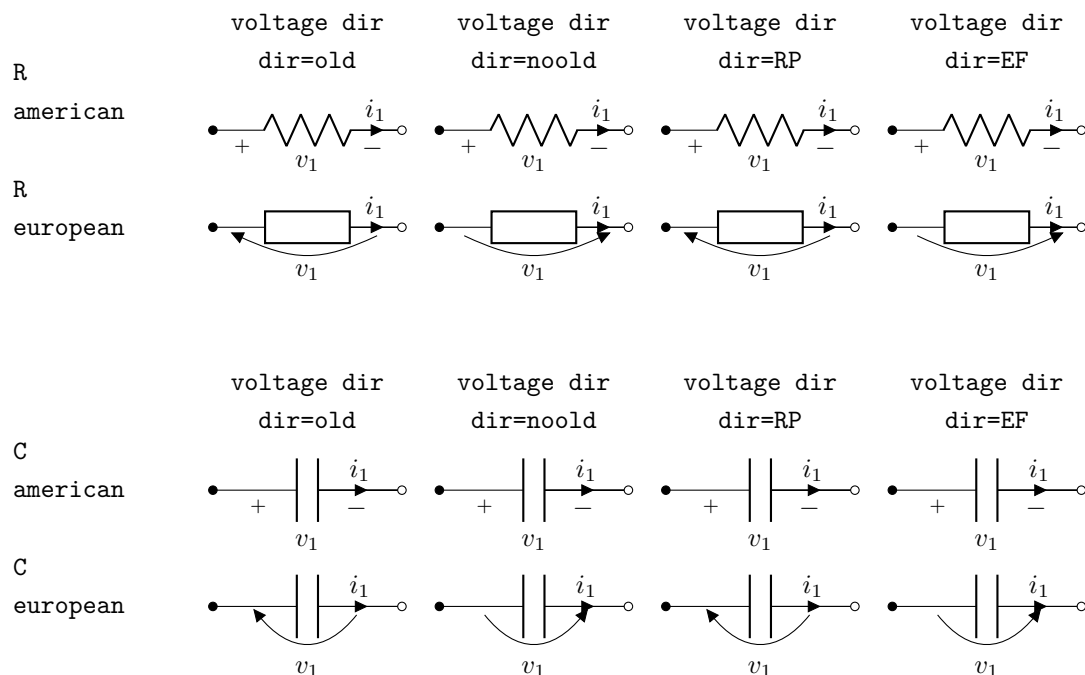 voltage dir voltage dir voltage dir voltage dir
dir=old dir=noold dir=RP dir=EF
R
american
i₁ i₁ i₁ i₁
+ − + − + − + −
v₁ v₁ v₁ v₁
R
european
i₁ i₁ i₁ i₁
v₁ v₁ v₁ v₁
voltage dir voltage dir voltage dir voltage dir
dir=old dir=noold dir=RP dir=EF
C
american
i₁ i₁ i₁ i₁
+ − + − + − + −
v₁ v₁ v₁ v₁
C
european
i₁ i₁ i₁ i₁
v₁ v₁ v₁ v₁